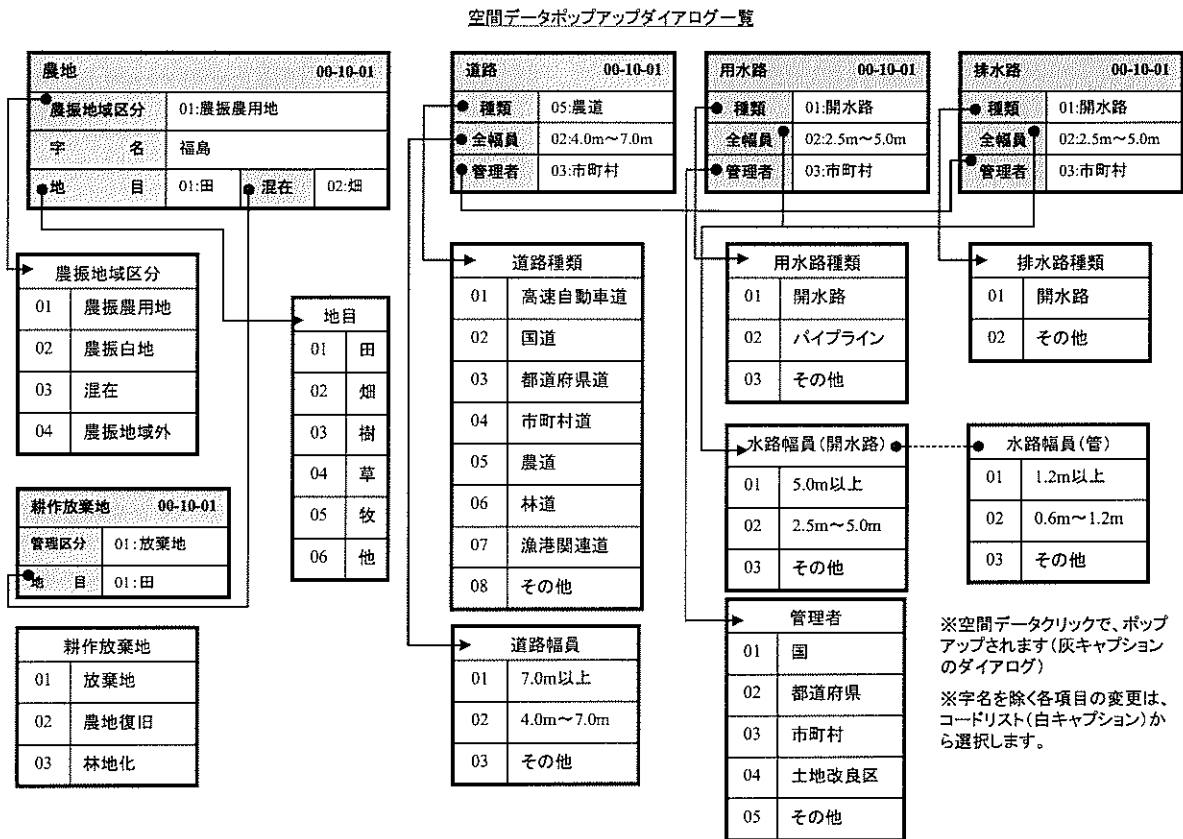 空間データポップアップダイアログ一覧
農地 00-10-01
農振地域区分 01:農振農用地
字 名 福島
地 目 01:田 混在 02:畑
道路 00-10-01
種類 05:農道
全幅員 02:4.0m～7.0m
管理者 03:市町村
用水路 00-10-01
種類 01:開水路
全幅員 02:2.5m～5.0m
管理者 03:市町村
排水路 00-10-01
種類 01:開水路
全幅員 02:2.5m～5.0m
管理者 03:市町村
農振地域区分
01 農振農用地
02 農振白地
03 混在
04 農振地域外
地目
01 田
02 畑
03 樹
04 草
05 牧
06 他
耕作放棄地 00-10-01
管理区分 01:放棄地
地 目 01:田
耕作放棄地
01 放棄地
02 農地復旧
03 林地化
道路種類
01 高速自動車道
02 国道
03 都道府県道
04 市町村道
05 農道
06 林道
07 漁港関連道
08 その他
道路幅員
01 7.0m以上
02 4.0m～7.0m
03 その他
用水路種類
01 開水路
02 パイプライン
03 その他
排水路種類
01 開水路
02 その他
水路幅員(開水路)
01 5.0m以上
02 2.5m～5.0m
03 その他
水路幅員(管)
01 1.2m以上
02 0.6m～1.2m
03 その他
管理者
01 国
02 都道府県
03 市町村
04 土地改良区
05 その他
※空間データクリックで、ポップ
アップされます(灰キャプション
のダイアログ)
※字名を除く各項目の変更は、
コードリスト(白キャプション)か
ら選択します。